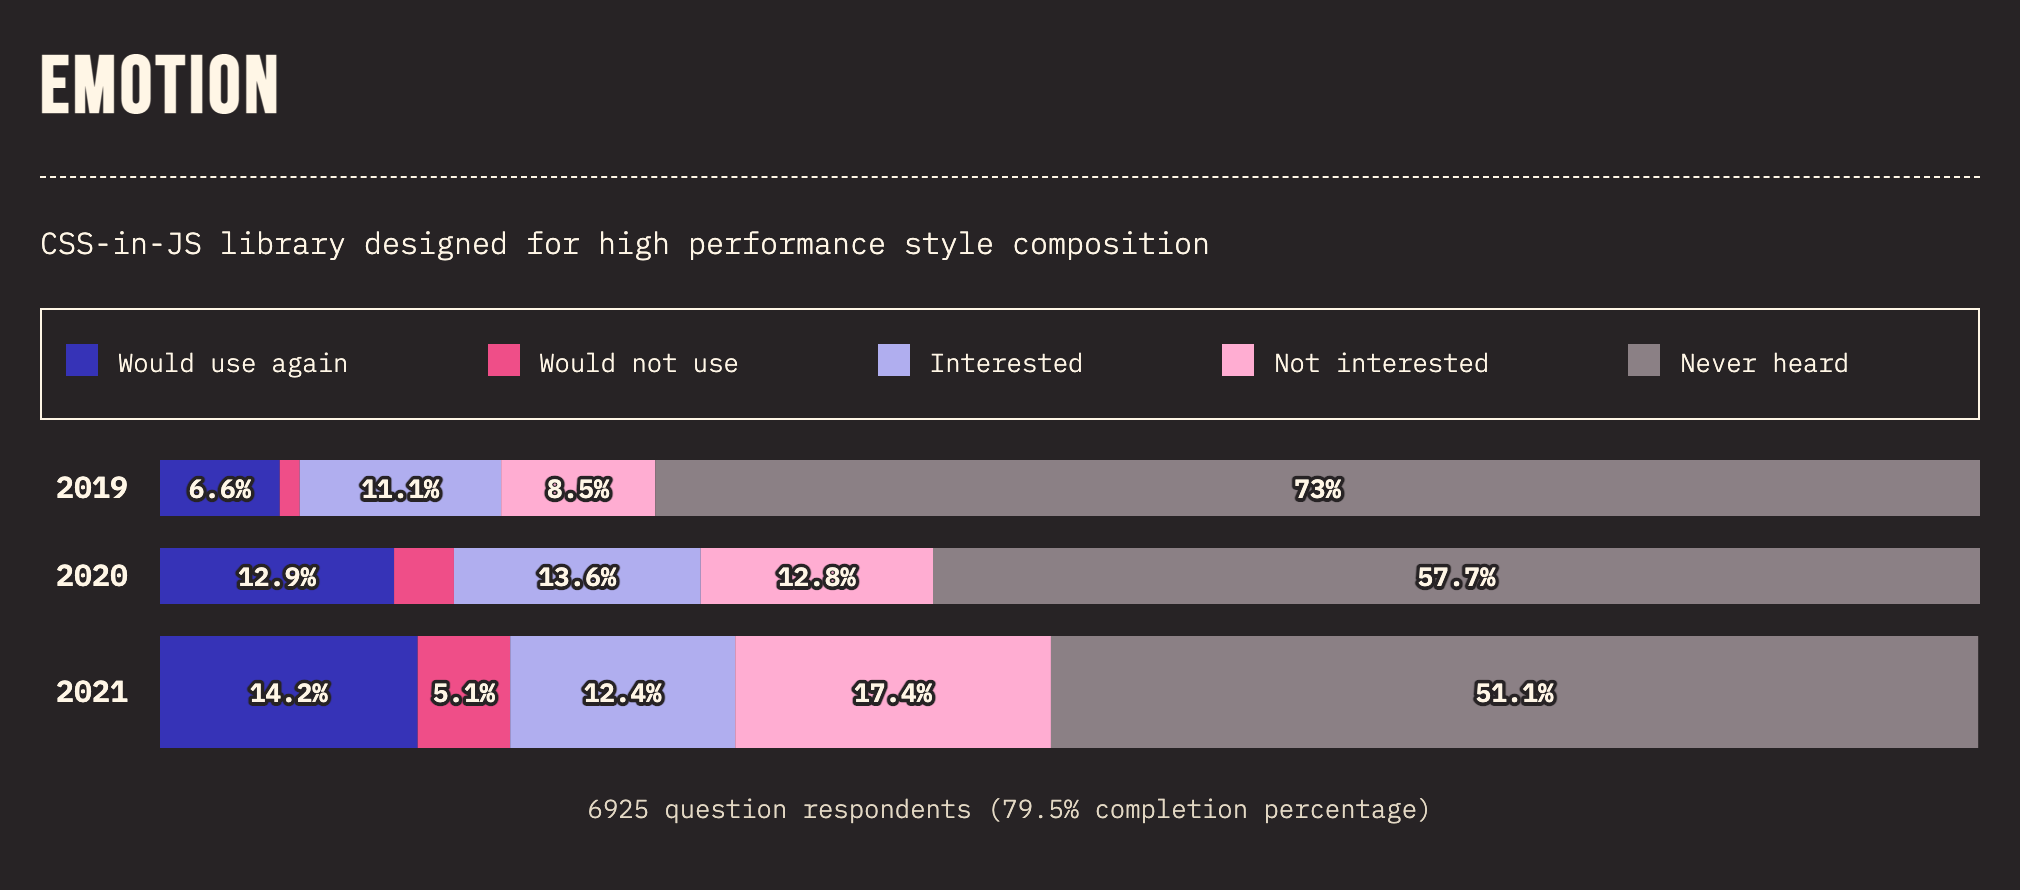 EMOTION
CSS-in-JS library designed for high performance style composition
Would use again Would not use Interested Not interested Never heard
2019 6.6% 11.1% 8.5% 73%
2020 12.9% 13.6% 12.8% 57.7%
2021 14.2% 5.1% 12.4% 17.4% 51.1%
6925 question respondents (79.5% completion percentage)